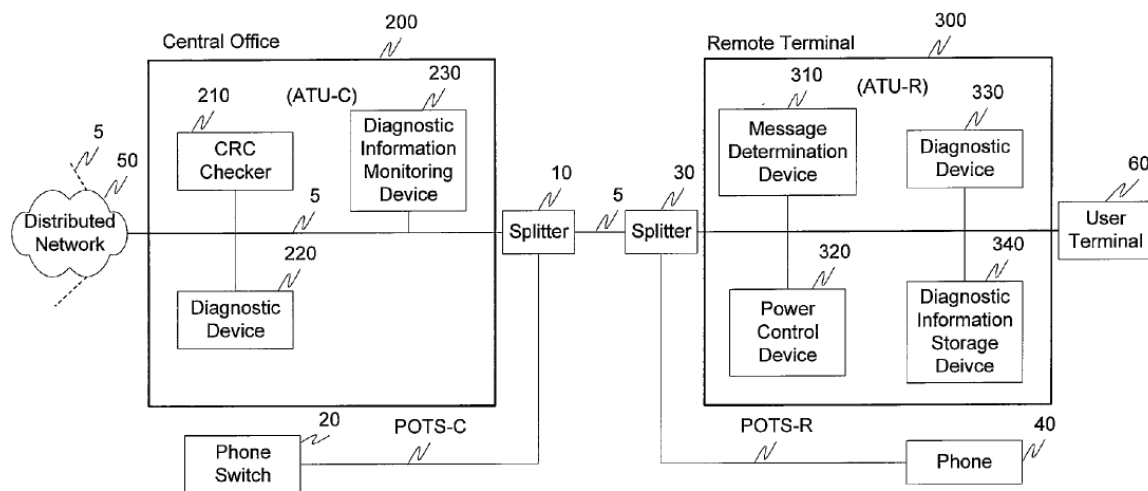 200
Central Office
230
210
(ATU-C)
CRC
Checker
Diagnostic
Information
Monitoring
Device
5
50
Distributed
Network
5
220
Diagnostic
Device
10
Splitter
5
30
Splitter
300
Remote Terminal
310
(ATU-R)
330
Message
Determination
Device
Diagnostic
Device
60
User
Terminal
320
340
Power
Control
Device
Diagnostic
Information
Storage
Deivce
20
POTS-C
Phone
Switch
POTS-R
40
Phone